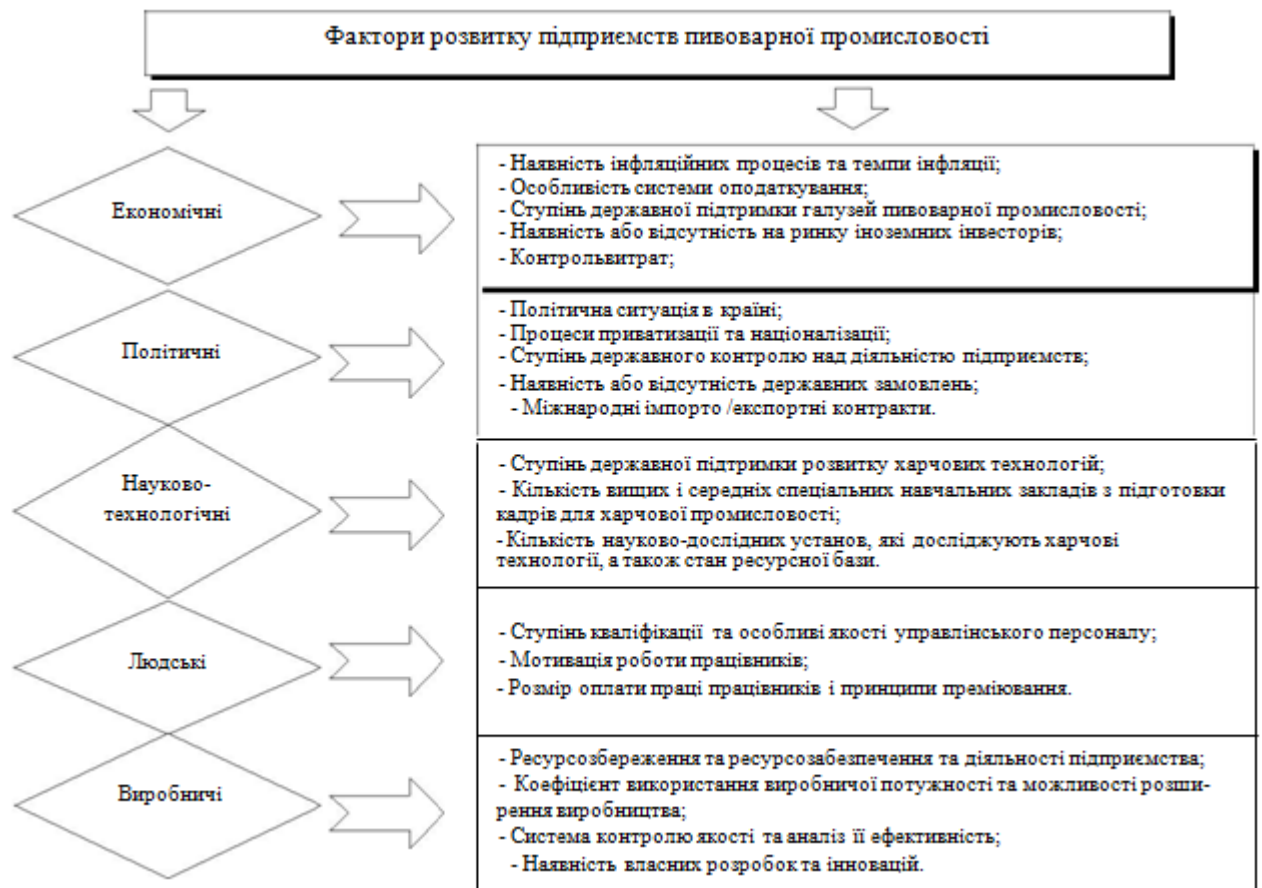 Фактори розвитку підприємств пивоварної промисловості
Економічні
- Наявність інфляційних процесів та темпи інфляції;
- Особливість системи оподаткування;
- Ступінь державної підтримки галузей пивоварної промисловості;
- Наявність або відсутність на ринку іноземних інвесторів;
- Контрольвитрат;
Політичні
- Політична ситуація в країні;
- Процеси приватизації та націоналізації;
- Ступінь державного контролю над діяльністю підприємств;
- Наявність або відсутність державних замовлень;
- Міжнародні імпорто /експортні контракти.
Науково-
технологічні
- Ступінь державної підтримки розвитку харчових технологій;
- Кількість вищих і середніх спеціальних навчальних закладів з підготовки
кадрів для харчової промисловості;
- Кількість науково-дослідних установ, які досліджують харчові
технології, а також стан ресурсної бази.
Людські
- Ступінь кваліфікації та особливі якості управлінського персоналу;
- Мотивація роботи працівників;
- Розмір оплати праці працівників і принципи преміювання.
Виробничі
- Ресурсозбереження та ресурсозабезпечення та діяльності підприємства;
- Коефіцієнт використання виробничої потужності та можливості розши-
рення виробництва;
- Система контролю якості та аналіз її ефективність;
- Наявність власних розробок та інновацій.